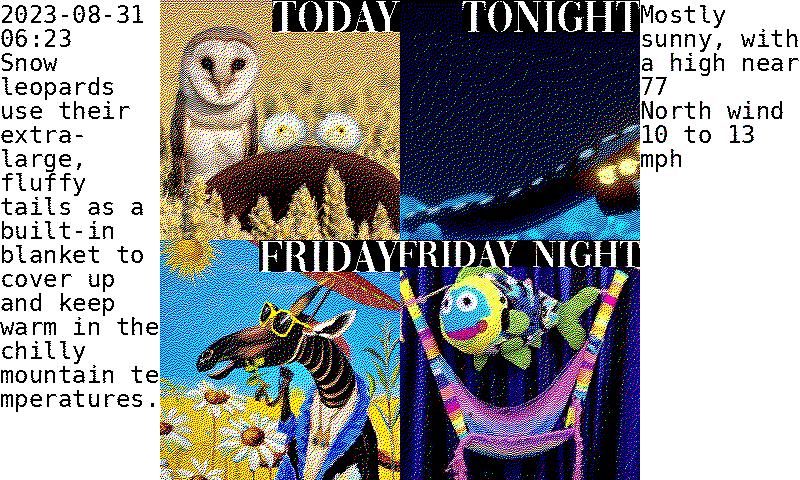 2023-08-31
06:23
Snow
leopards
use their
extra-
large,
fluffy
tails as a
built-in
blanket to
cover up
and keep
warm in the
chilly
mountain te
mperatures.
TODAY
TONIGHT
FRIDAY
FRIDAY NIGHT
Mostly
sunny, with
a high near
77
North wind
10 to 13
mph